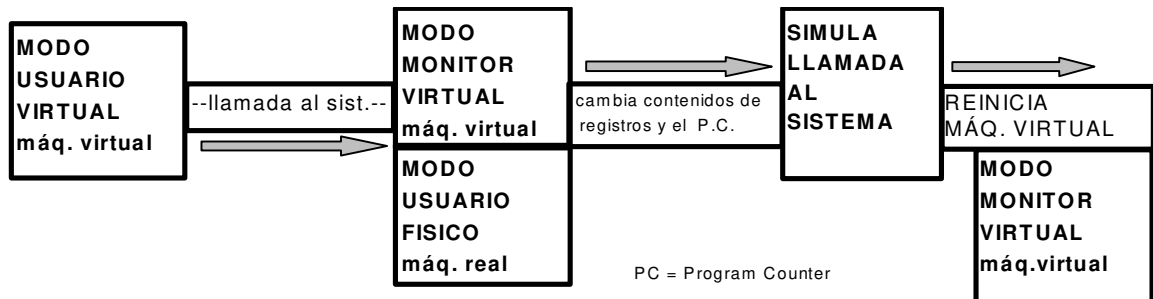 MODO
USUARIO
VIRTUAL
máq. virtual
--llamada al sist.--
MODO
MONITOR
VIRTUAL
máq. virtual
MODO
USUARIO
FISICO
máq. real
cambia contenidos de
registros y el P.C.
SIMULA
LLAMADA
AL
SISTEMA
REINICIA
MÁQ. VIRTUAL
MODO
MONITOR
VIRTUAL
máq.virtual
PC = Program Counter